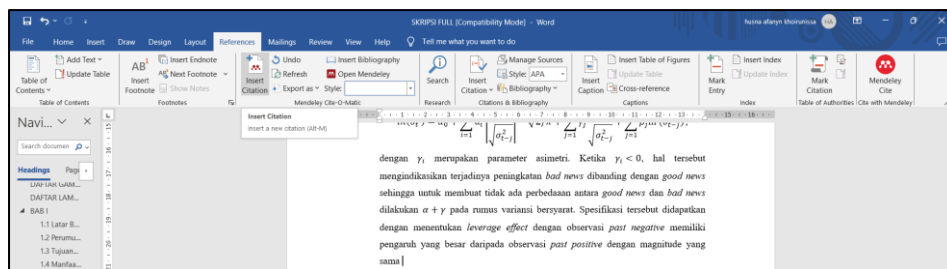 SKRIPSI FULL [Compatibility Mode] - Word
husna afianyn khoirunissa
File Home Insert Draw Design Layout References Mailings Review View Help Tell me what you want to do
Table of Contents
Add Text
Update Table
Table of Contents
AB¹
Insert Footnote
Insert Endnote
Next Footnote
Show Notes
Footnotes
Insert Citation
Undo
Refresh
Export as
Insert Bibliography
Open Mendeley
Style:
Mendeley Cite-O-Matic
Search
Research
Insert Citation
Manage Sources
Style: APA
Bibliography
Citations & Bibliography
Insert Caption
Insert Table of Figures
Update Table
Cross-reference
Captions
Mark Entry
Insert Index
Update Index
Index
Mark Citation
Table of Authorities
Mendeley Cite
Cite with Mendeley
Insert Citation
Insert a new citation (Alt-M)
Navi...
Search documen
Headings Page
DAFTAR GAM...
DAFTAR LAM...
BAB I
1.1 Latar B...
1.2 Perumu...
1.3 Tujuan...
1.4 Manfaa...
dengan γᵢ merupakan parameter asimetri. Ketika γᵢ < 0, hal tersebut
mengindikasikan terjadinya peningkatan bad news dibanding dengan good news
sehingga untuk membuat tidak ada perbedaaan antara good news dan bad news
dilakukan α + γ pada rumus variansi bersyarat. Spesifikasi tersebut didapatkan
dengan menentukan leverage effect dengan observasi past negative memiliki
pengaruh yang besar daripada observasi past positive dengan magnitude yang
sama